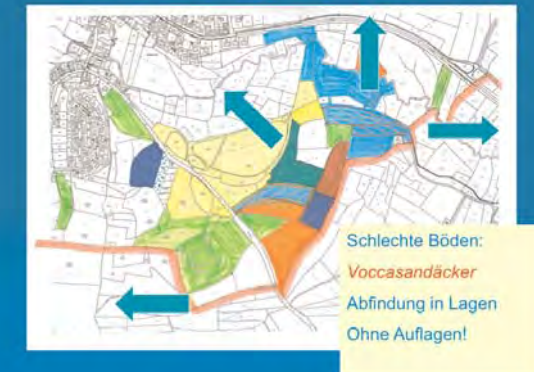 Schlechte Böden:
Voccasandäcker
Abfindung in Lagen
Ohne Auflagen!